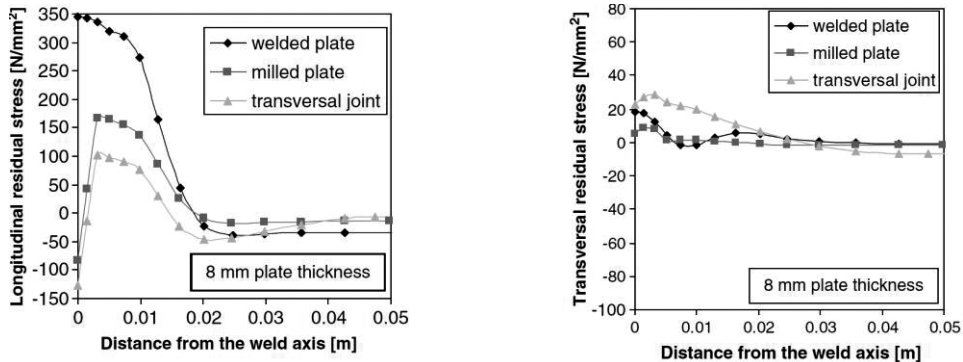 Longitudinal residual stress [N/mm²]
350
300
250
200
150
100
50
0
-50
-100
-150
welded plate
milled plate
transversal joint
8 mm plate thickness
0 0.01 0.02 0.03 0.04 0.05
Distance from the weld axis [m]
Transversal residual stress [N/mm²]
80
60
40
20
0
-20
-40
-60
-80
-100
welded plate
milled plate
transversal joint
8 mm plate thickness
0 0.01 0.02 0.03 0.04 0.05
Distance from the weld axis [m]